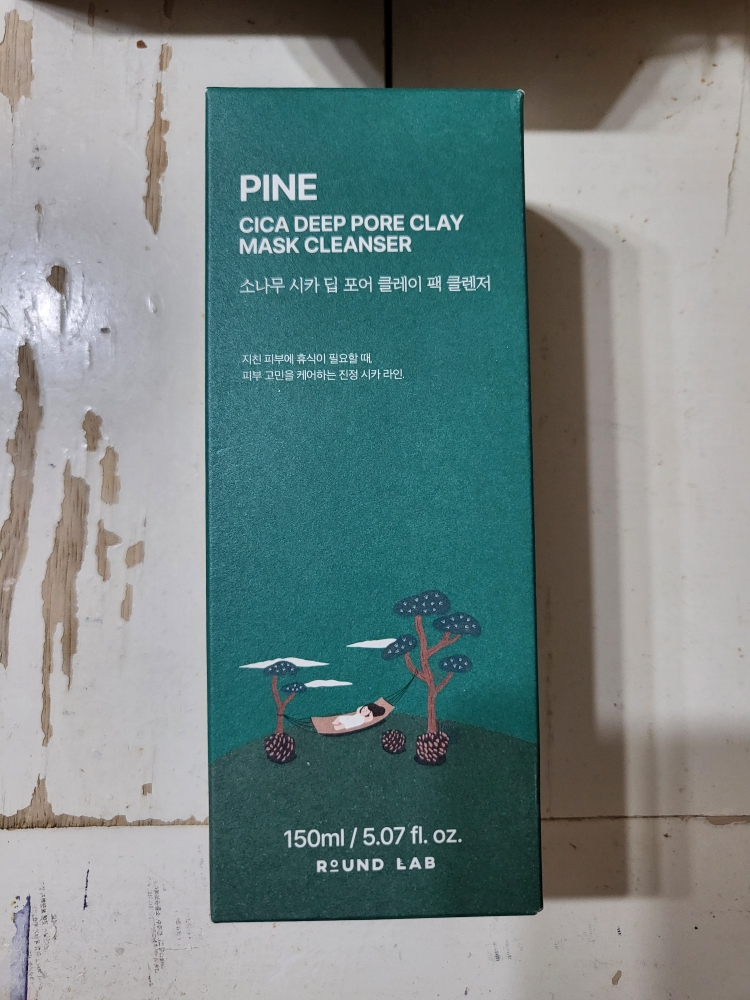 PINE
CICA DEEP PORE CLAY
MASK CLEANSER
소나무 시카 딥 포어 클레이 팩 클렌저
지친 피부에 휴식이 필요할 때,
피부 고민을 케어하는 진정 시카 라인.
150ml / 5.07 fl. oz.
ROUND LAB